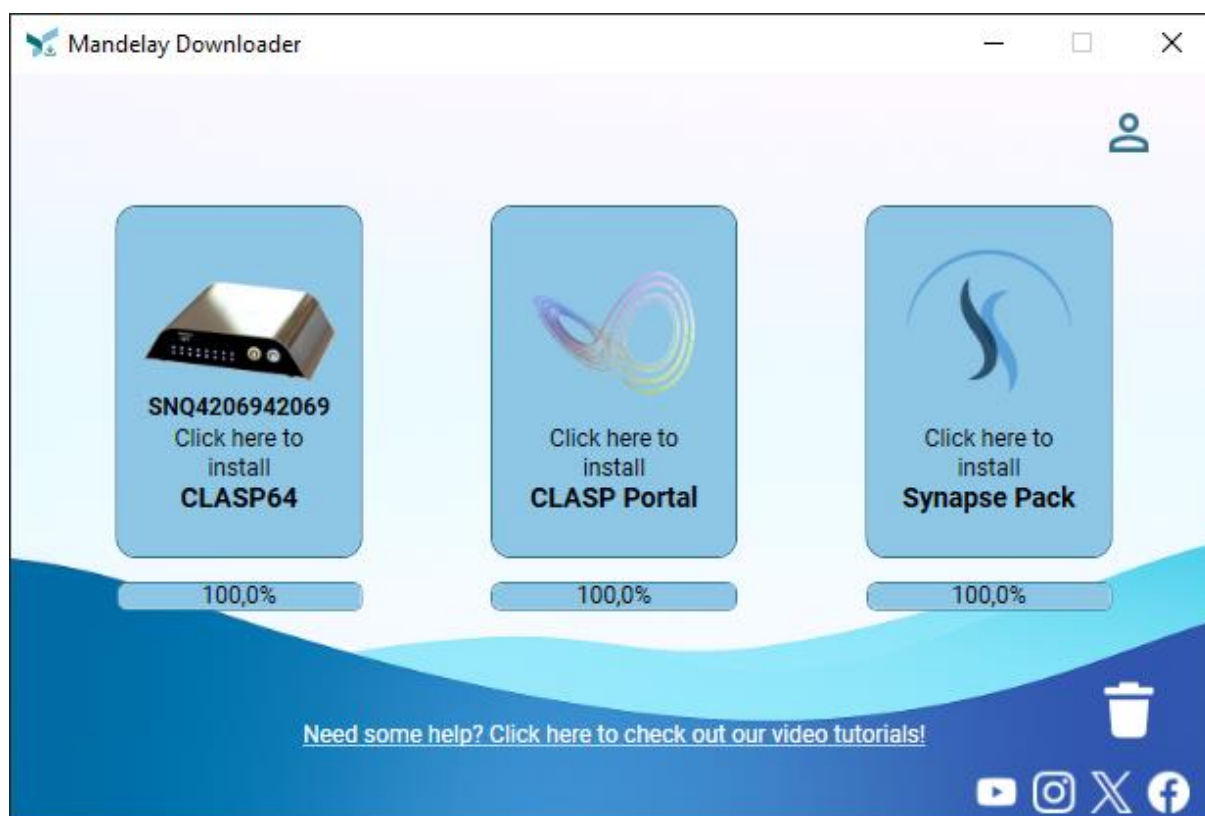 Mandelay Downloader
SNQ4206942069
Click here to
install
CLASP64
Click here to
install
CLASP Portal
Click here to
install
Synapse Pack
100,0%
100,0%
100,0%
Need some help? Click here to check out our video tutorials!